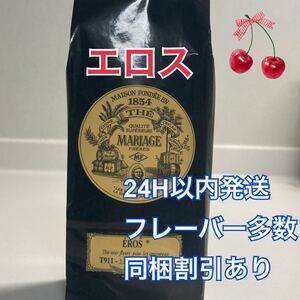 エロス
MAISON FONDÉE EN
1854
THÉ
QUALITÉ
SUPÉRIEURE
MARIAGE
FRÈRES
MF
EROS *
T911 -
24H以内発送
フレーバー多数
同梱割引あり